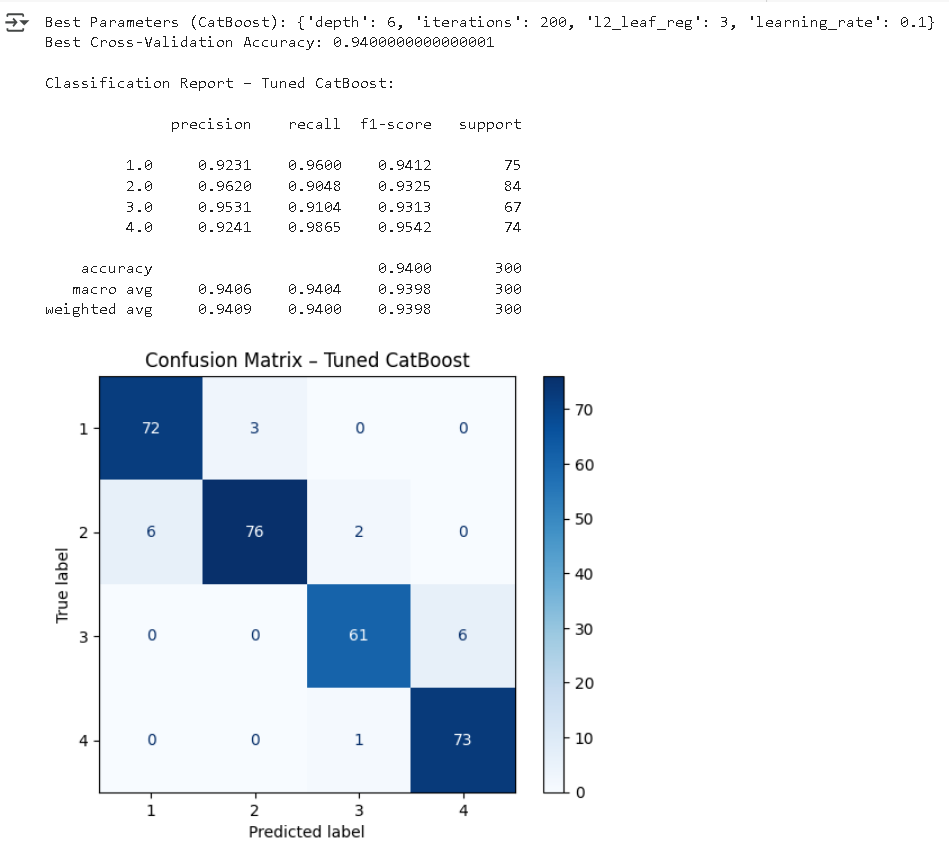 Best Parameters (CatBoost): {'depth': 6, 'iterations': 200, 'l2_leaf_reg': 3, 'learning_rate': 0.1}
Best Cross-Validation Accuracy: 0.9400000000000001
Classification Report – Tuned CatBoost:
precision recall f1-score support
1.0 0.9231 0.9600 0.9412 75
2.0 0.9620 0.9048 0.9325 84
3.0 0.9531 0.9104 0.9313 67
4.0 0.9241 0.9865 0.9542 74
accuracy 0.9400 300
macro avg 0.9406 0.9404 0.9398 300
weighted avg 0.9409 0.9400 0.9398 300
Confusion Matrix – Tuned CatBoost
1 72 3 0 0
2 6 76 2 0
3 0 0 61 6
4 0 0 1 73
1 2 3 4
True label
Predicted label
70
60
50
40
30
20
10
0